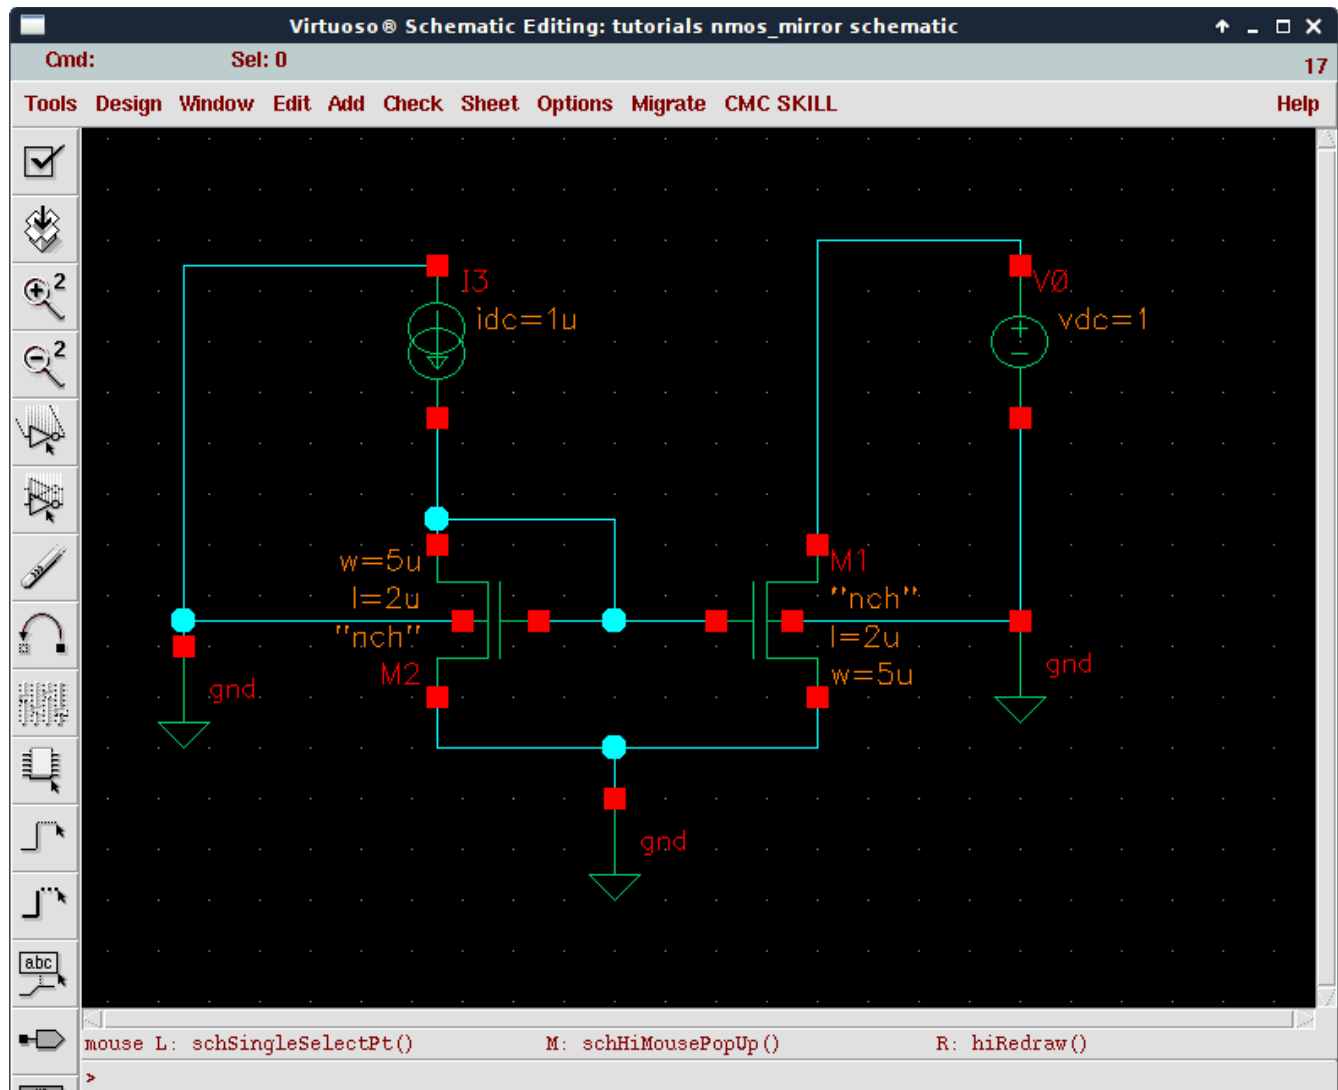 Virtuoso® Schematic Editing: tutorials nmos_mirror schematic
Cmd: Sel: 0 17
Tools Design Window Edit Add Check Sheet Options Migrate CMC SKILL Help
2
2
abc
I3
idc=1u
V0
vdc=1
w=5u
l=2u
"nch"
M2
M1
"nch"
l=2u
w=5u
gnd
gnd
gnd
mouse L: schSingleSelectPt() M: schHiMousePopUp() R: hiRedraw()
>